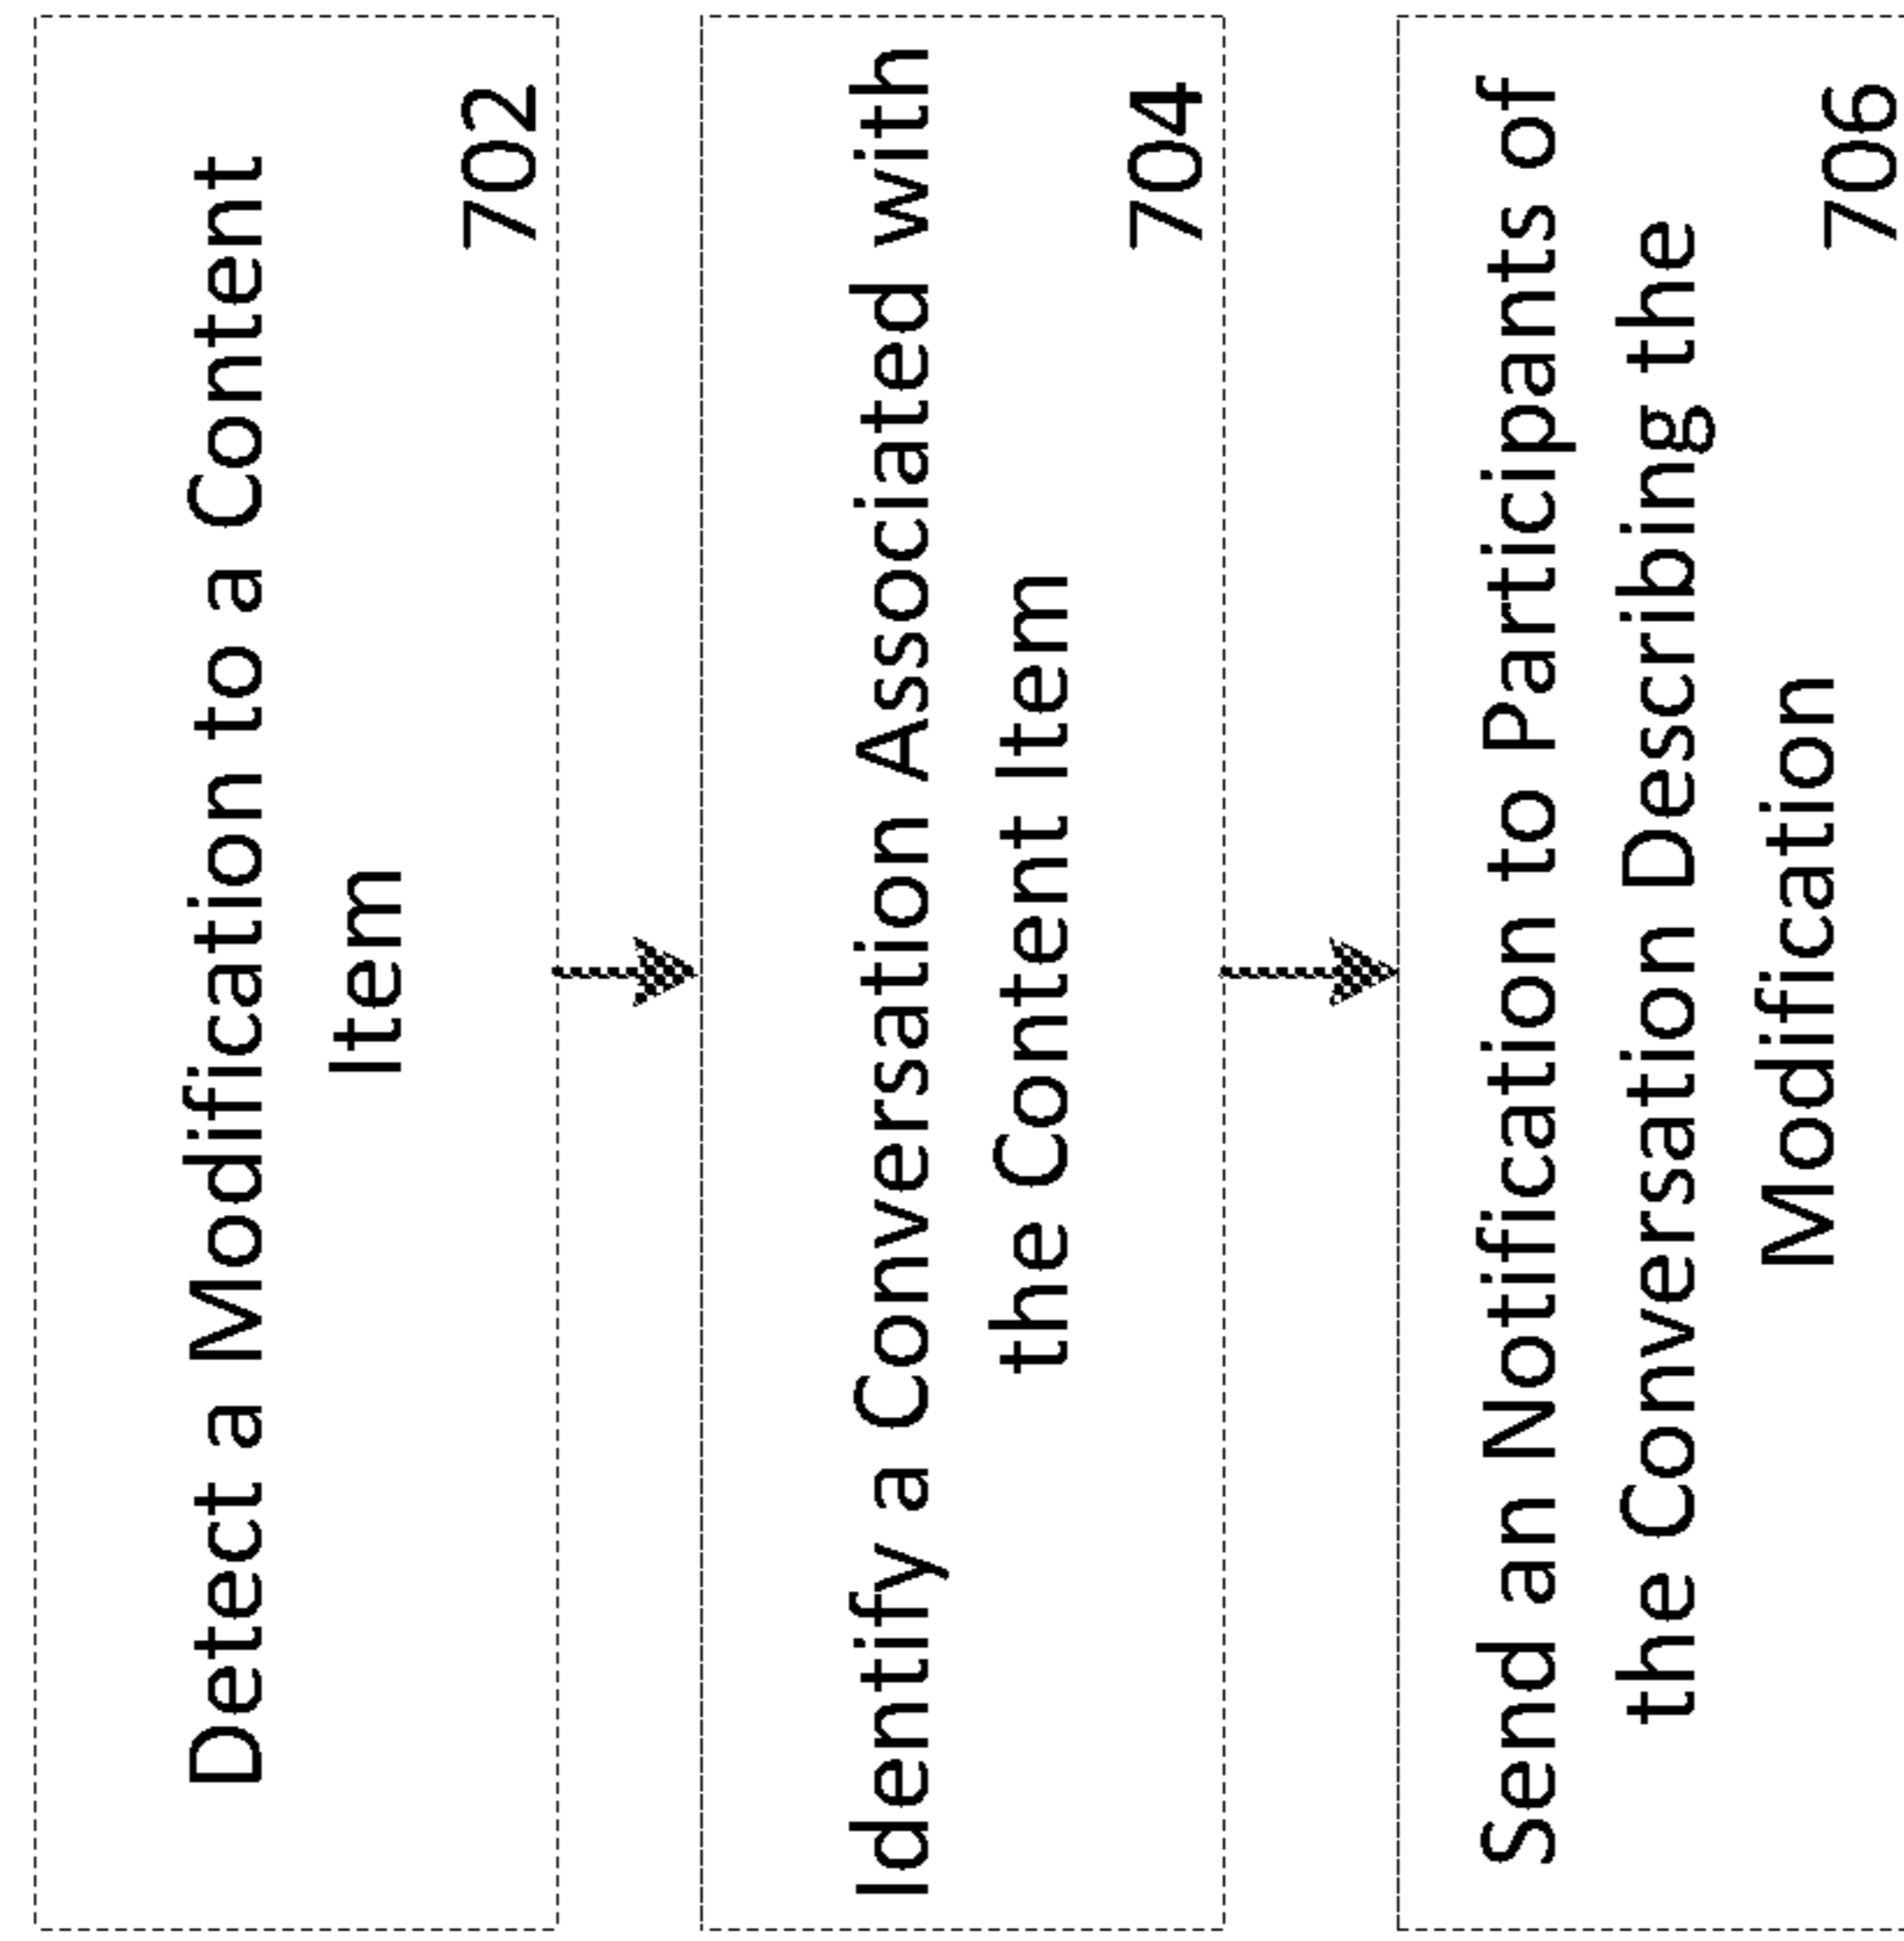 Detect a Modification to a Content
Item
702
Identify a Conversation Associated with
the Content Item
704
Send an Notification to Participants of
the Conversation Describing the
Modification
706